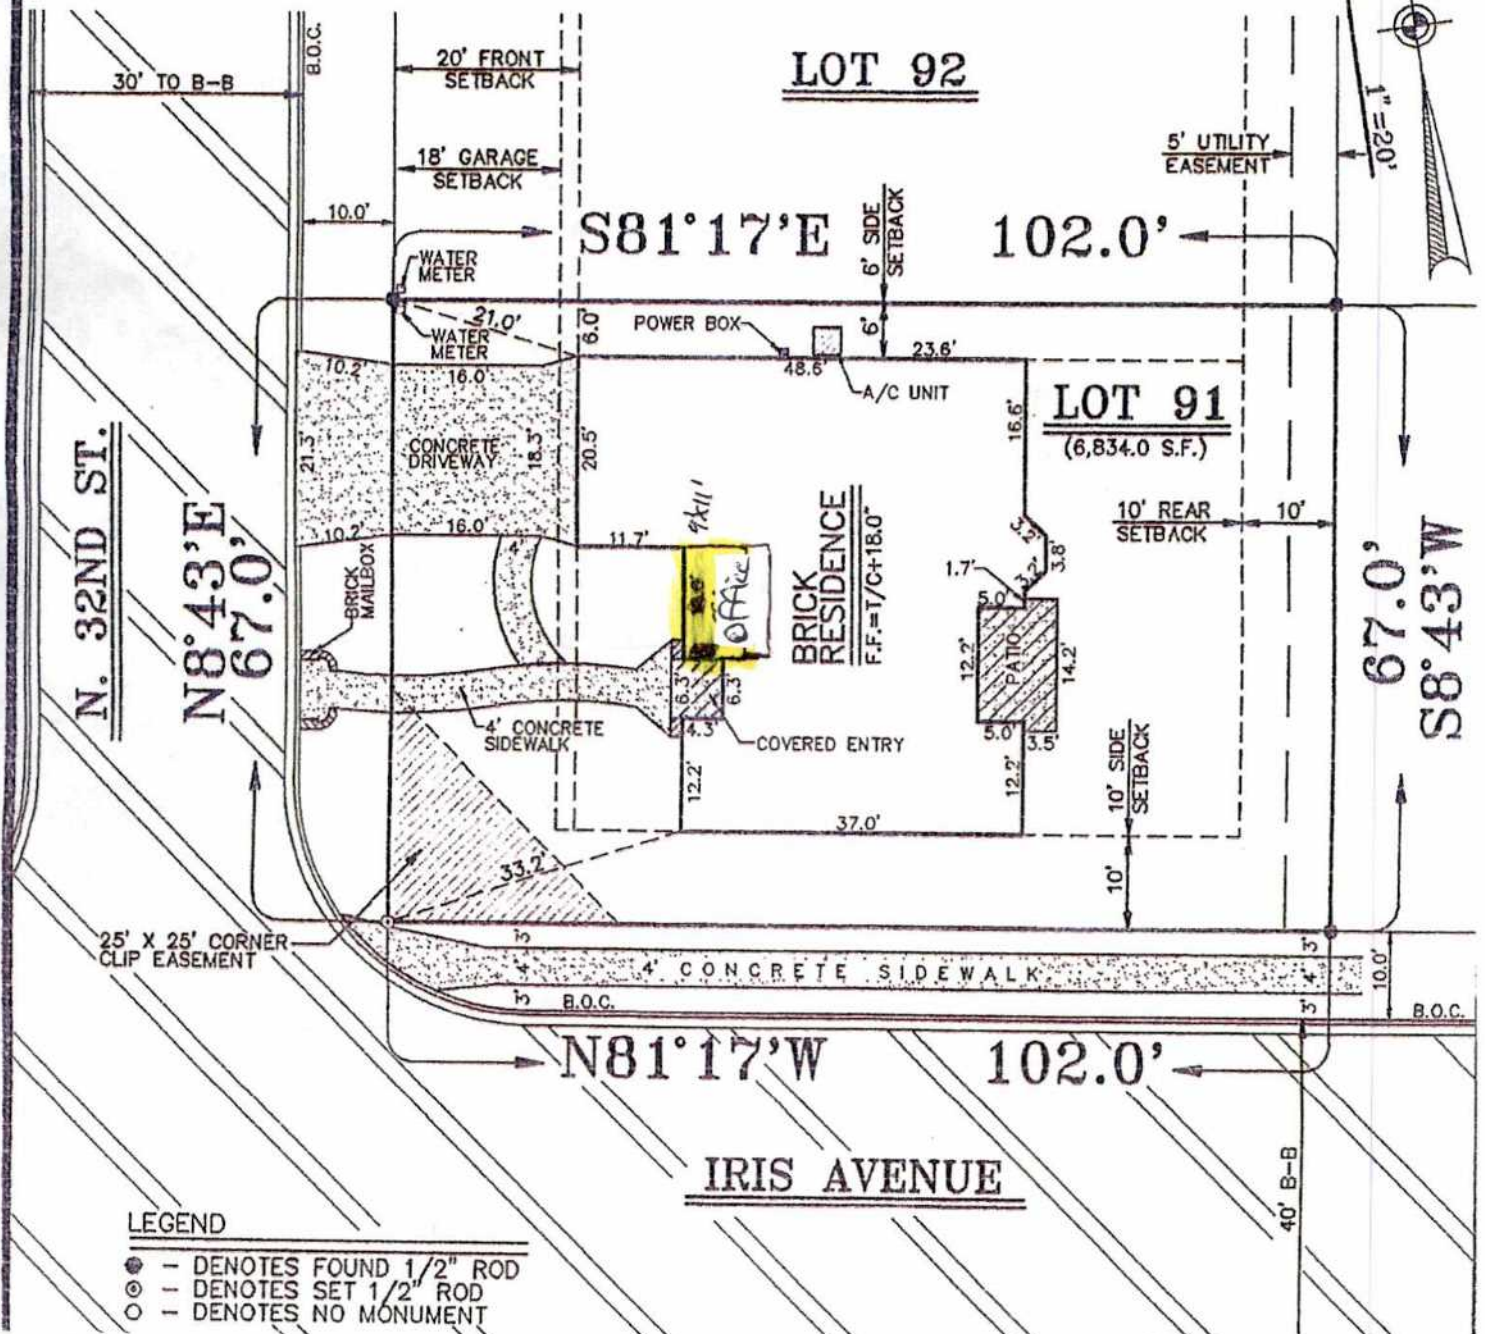 B.O.C.
30' TO B-B
20' FRONT
SETBACK
LOT 92
1"=20'
18' GARAGE
SETBACK
5' UTILITY
EASEMENT
10.0'
S81°17'E
6' SIDE
SETBACK
102.0'
WATER
METER
21.0'
WATER
METER
6.0'
POWER BOX
6'
23.6'
48.6'
A/C UNIT
10.2'
16.0'
LOT 91
(6,834.0 S.F.)
16.6'
21.3'
CONCRETE
DRIVEWAY
18.3'
20.5'
N. 32ND ST.
N8°43'E
67.0'
10.2'
16.0'
4'
11.7'
9x11'
Office
BRICK
RESIDENCE
F.F.=T/C+18.0"
3.2'
3.8'
3.2'
1.7'
10' REAR
SETBACK
10'
67.0'
S8°43'W
BRICK
MAILBOX
5.0'
12.2'
PATIO
14.2'
5.0'
3.5'
6.3'
6.3'
4.3'
4' CONCRETE
SIDEWALK
COVERED ENTRY
12.2'
12.2'
10' SIDE
SETBACK
37.0'
33.2'
10'
25' X 25' CORNER
CLIP EASEMENT
3'
4'
3'
4' CONCRETE SIDEWALK
3'
4'
3'
10.0'
B.O.C.
B.O.C.
N81°17'W
102.0'
IRIS AVENUE
40' B-B
LEGEND
- DENOTES FOUND 1/2" ROD
- DENOTES SET 1/2" ROD
- DENOTES NO MONUMENT